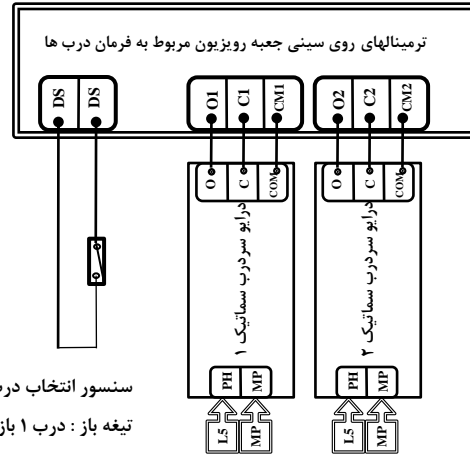 ترمینالهای روی سینی جعبه رویزیون مربوط به فرمان درب ها
DS DS O1 C1 CM1 O2 C2 CM2
O C COM O C COM
درایو سردرب سماتیک ۱
درایو سردرب سماتیک ۲
PH MP PH MP
L5 MP L5 MP
سنسور انتخاب درب
تیغه باز : درب ۱ باز